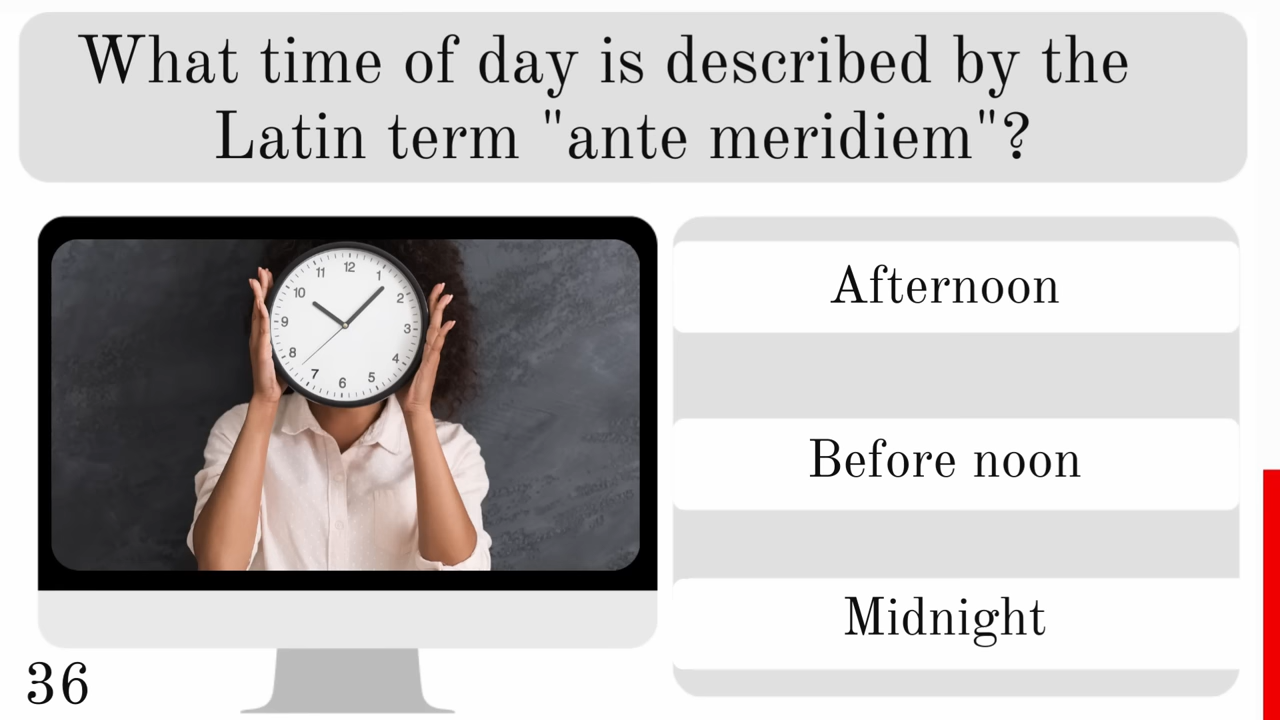 What time of day is described by the
Latin term "ante meridiem"?
12
11
1
10
2
9
3
8
4
7
5
6
Afternoon
Before noon
Midnight
36